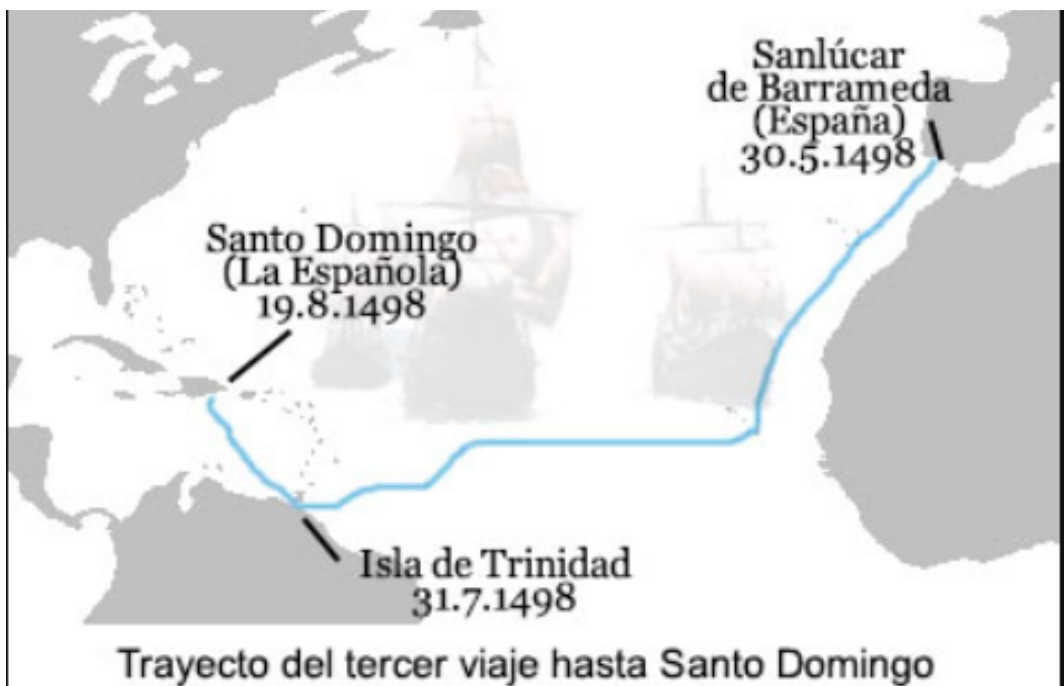 Sanlúcar
de Barrameda
(España)
30.5.1498
Santo Domingo
(La Española)
19.8.1498
Isla de Trinidad
31.7.1498
Trayecto del tercer viaje hasta Santo Domingo